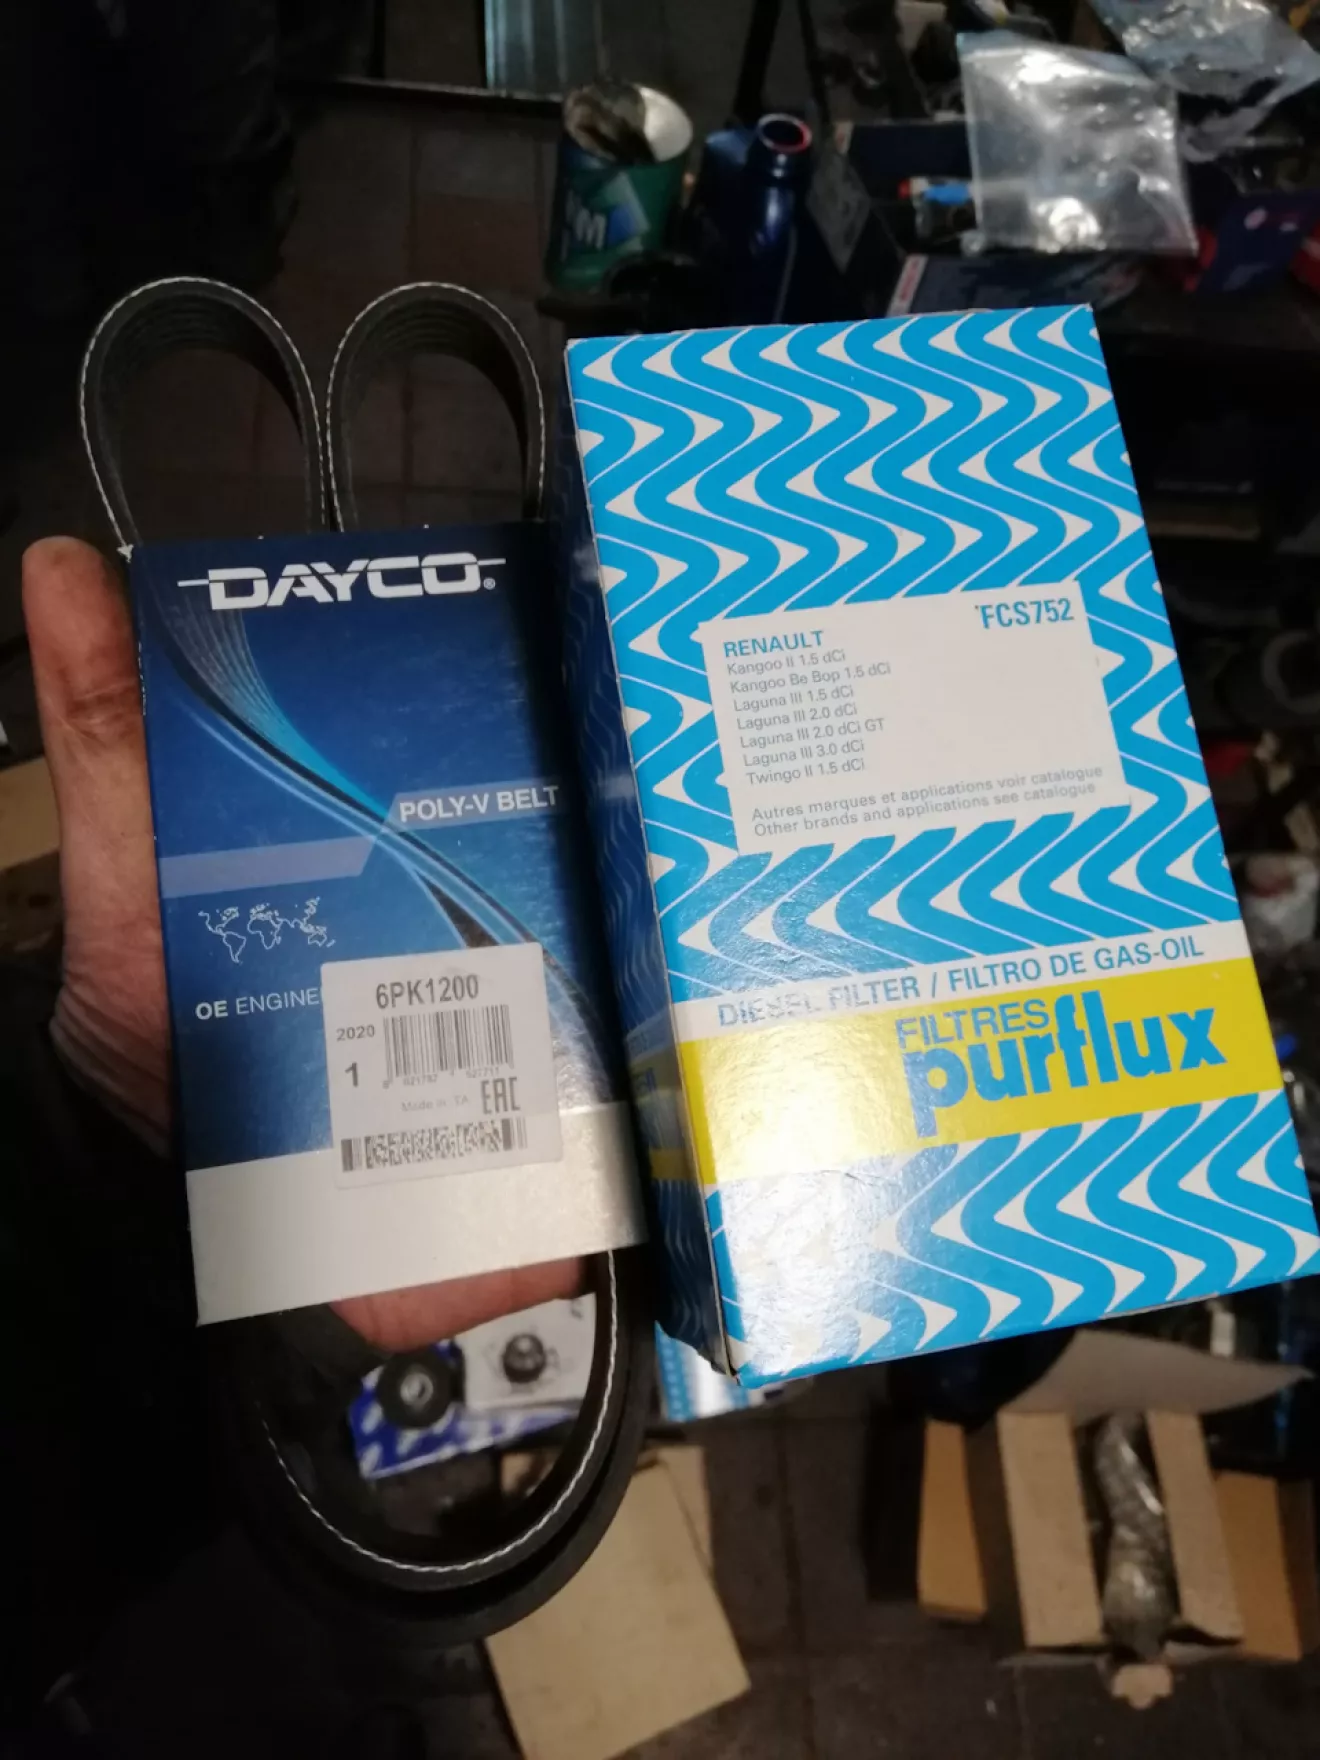 DAYCO®
POLY-V BELT
OE ENGINE
6PK1200
2020
1
Made in
EAC
FCS752
RENAULT
Kangoo II 1.5 dCi
Kangoo Be Bop 1.5 dCi
Laguna III 1.5 dCi
Laguna III 2.0 dCi
Laguna III 2.0 dCi GT
Laguna III 3.0 dCi
Twingo II 1.5 dCi
Autres marques et applications voir catalogue
Other brands and applications see catalogue
DIESEL FILTER / FILTRO DE GAS-OIL
FILTRES
purflux